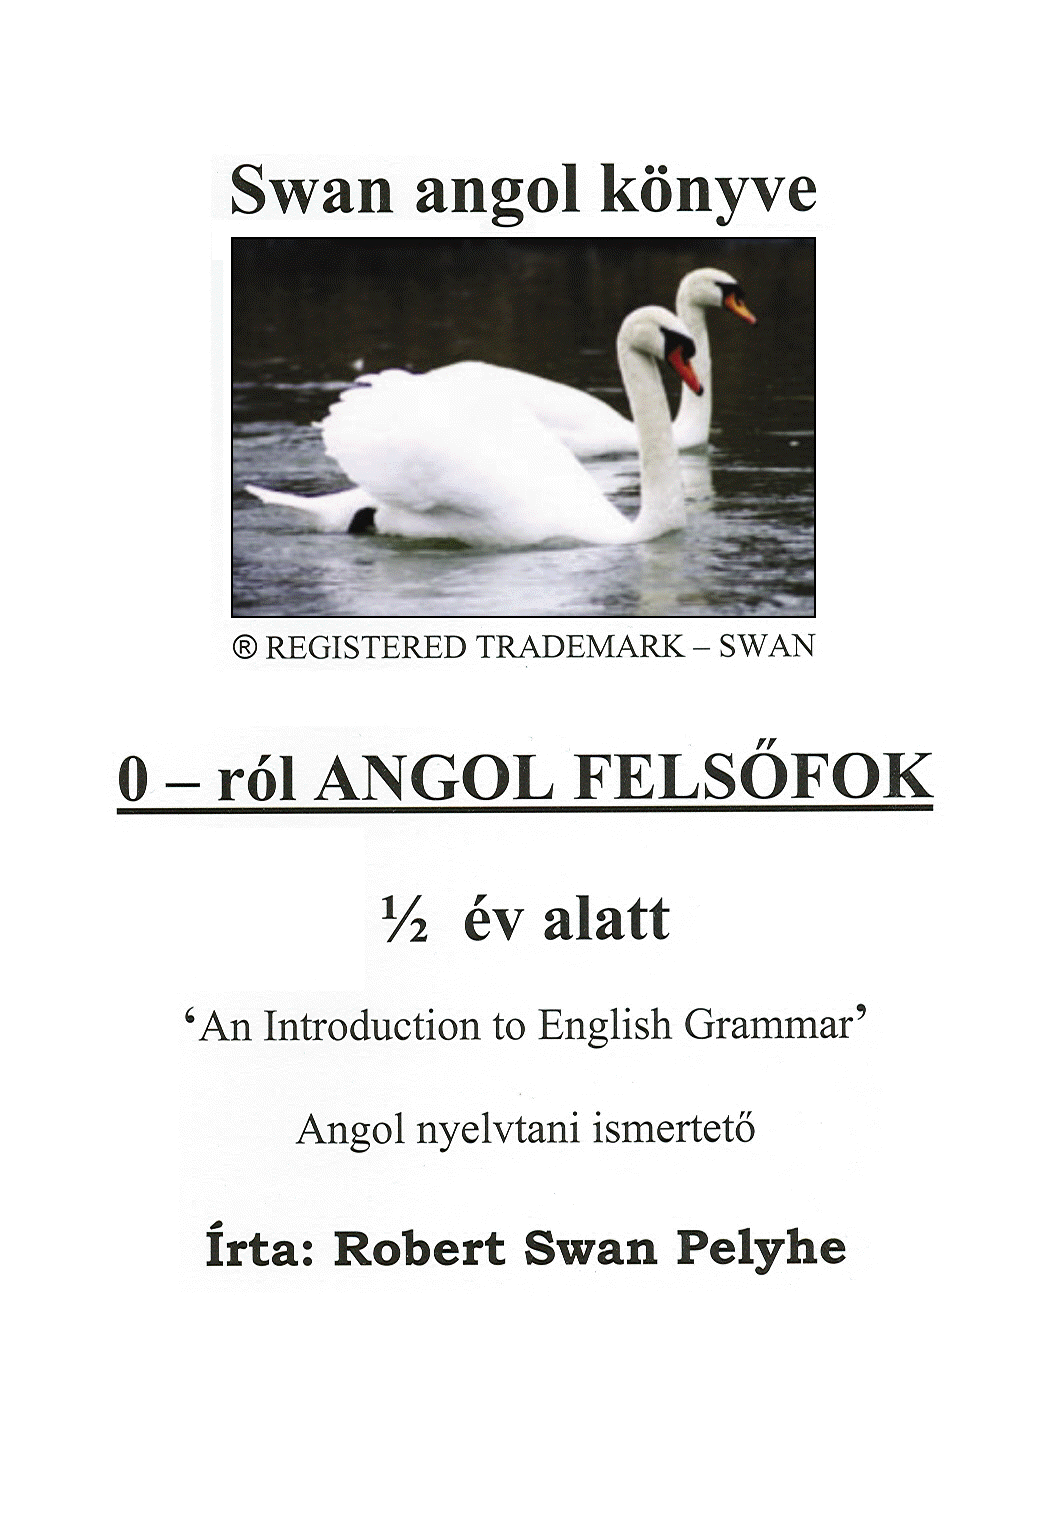 Swan angol könyve
® REGISTERED TRADEMARK – SWAN
0 – ról ANGOL FELSŐFOK
½ év alatt
‘An Introduction to English Grammar’
Angol nyelvtani ismertető
Írta: Robert Swan Pelyhe